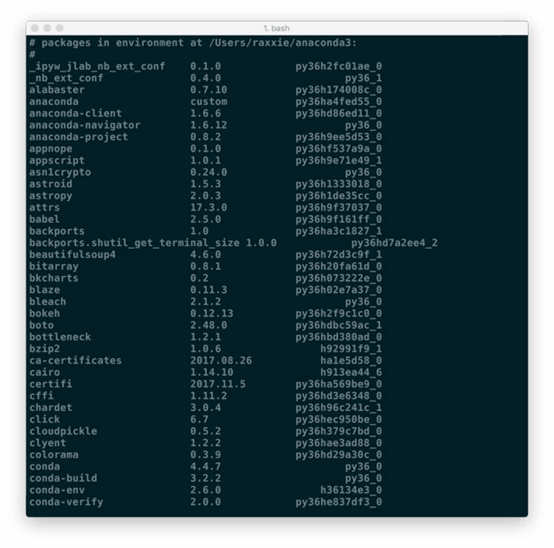 1. bash
# packages in environment at /Users/raxxie/anaconda3:
#
_ipyw_jlab_nb_ext_conf 0.1.0 py36h2fc01ae_0
_nb_ext_conf 0.4.0 py36_1
alabaster 0.7.10 py36h174008c_0
anaconda custom py36ha4fed55_0
anaconda-client 1.6.6 py36hd86ed11_0
anaconda-navigator 1.6.12 py36_0
anaconda-project 0.8.2 py36h9ee5d53_0
appnope 0.1.0 py36hf537a9a_0
appscript 1.0.1 py36h9e71e49_1
asn1crypto 0.24.0 py36_0
astroid 1.5.3 py36h1333018_0
astropy 2.0.3 py36h1de35cc_0
attrs 17.3.0 py36h9f37037_0
babel 2.5.0 py36h9f161ff_0
backports 1.0 py36ha3c1827_1
backports.shutil_get_terminal_size 1.0.0 py36hd7a2ee4_2
beautifulsoup4 4.6.0 py36h72d3c9f_1
bitarray 0.8.1 py36h20fa61d_0
bkcharts 0.2 py36h073222e_0
blaze 0.11.3 py36h02e7a37_0
bleach 2.1.2 py36_0
bokeh 0.12.13 py36h2f9c1c0_0
boto 2.48.0 py36hdbc59ac_1
bottleneck 1.2.1 py36hbd380ad_0
bzip2 1.0.6 h92991f9_1
ca-certificates 2017.08.26 ha1e5d58_0
cairo 1.14.10 h913ea44_6
certifi 2017.11.5 py36ha569be9_0
cffi 1.11.2 py36hd3e6348_0
chardet 3.0.4 py36h96c241c_1
click 6.7 py36hec950be_0
cloudpickle 0.5.2 py36h379c7bd_0
clyent 1.2.2 py36hae3ad88_0
colorama 0.3.9 py36hd29a30c_0
conda 4.4.7 py36_0
conda-build 3.2.2 py36_0
conda-env 2.6.0 h36134e3_0
conda-verify 2.0.0 py36he837df3_0